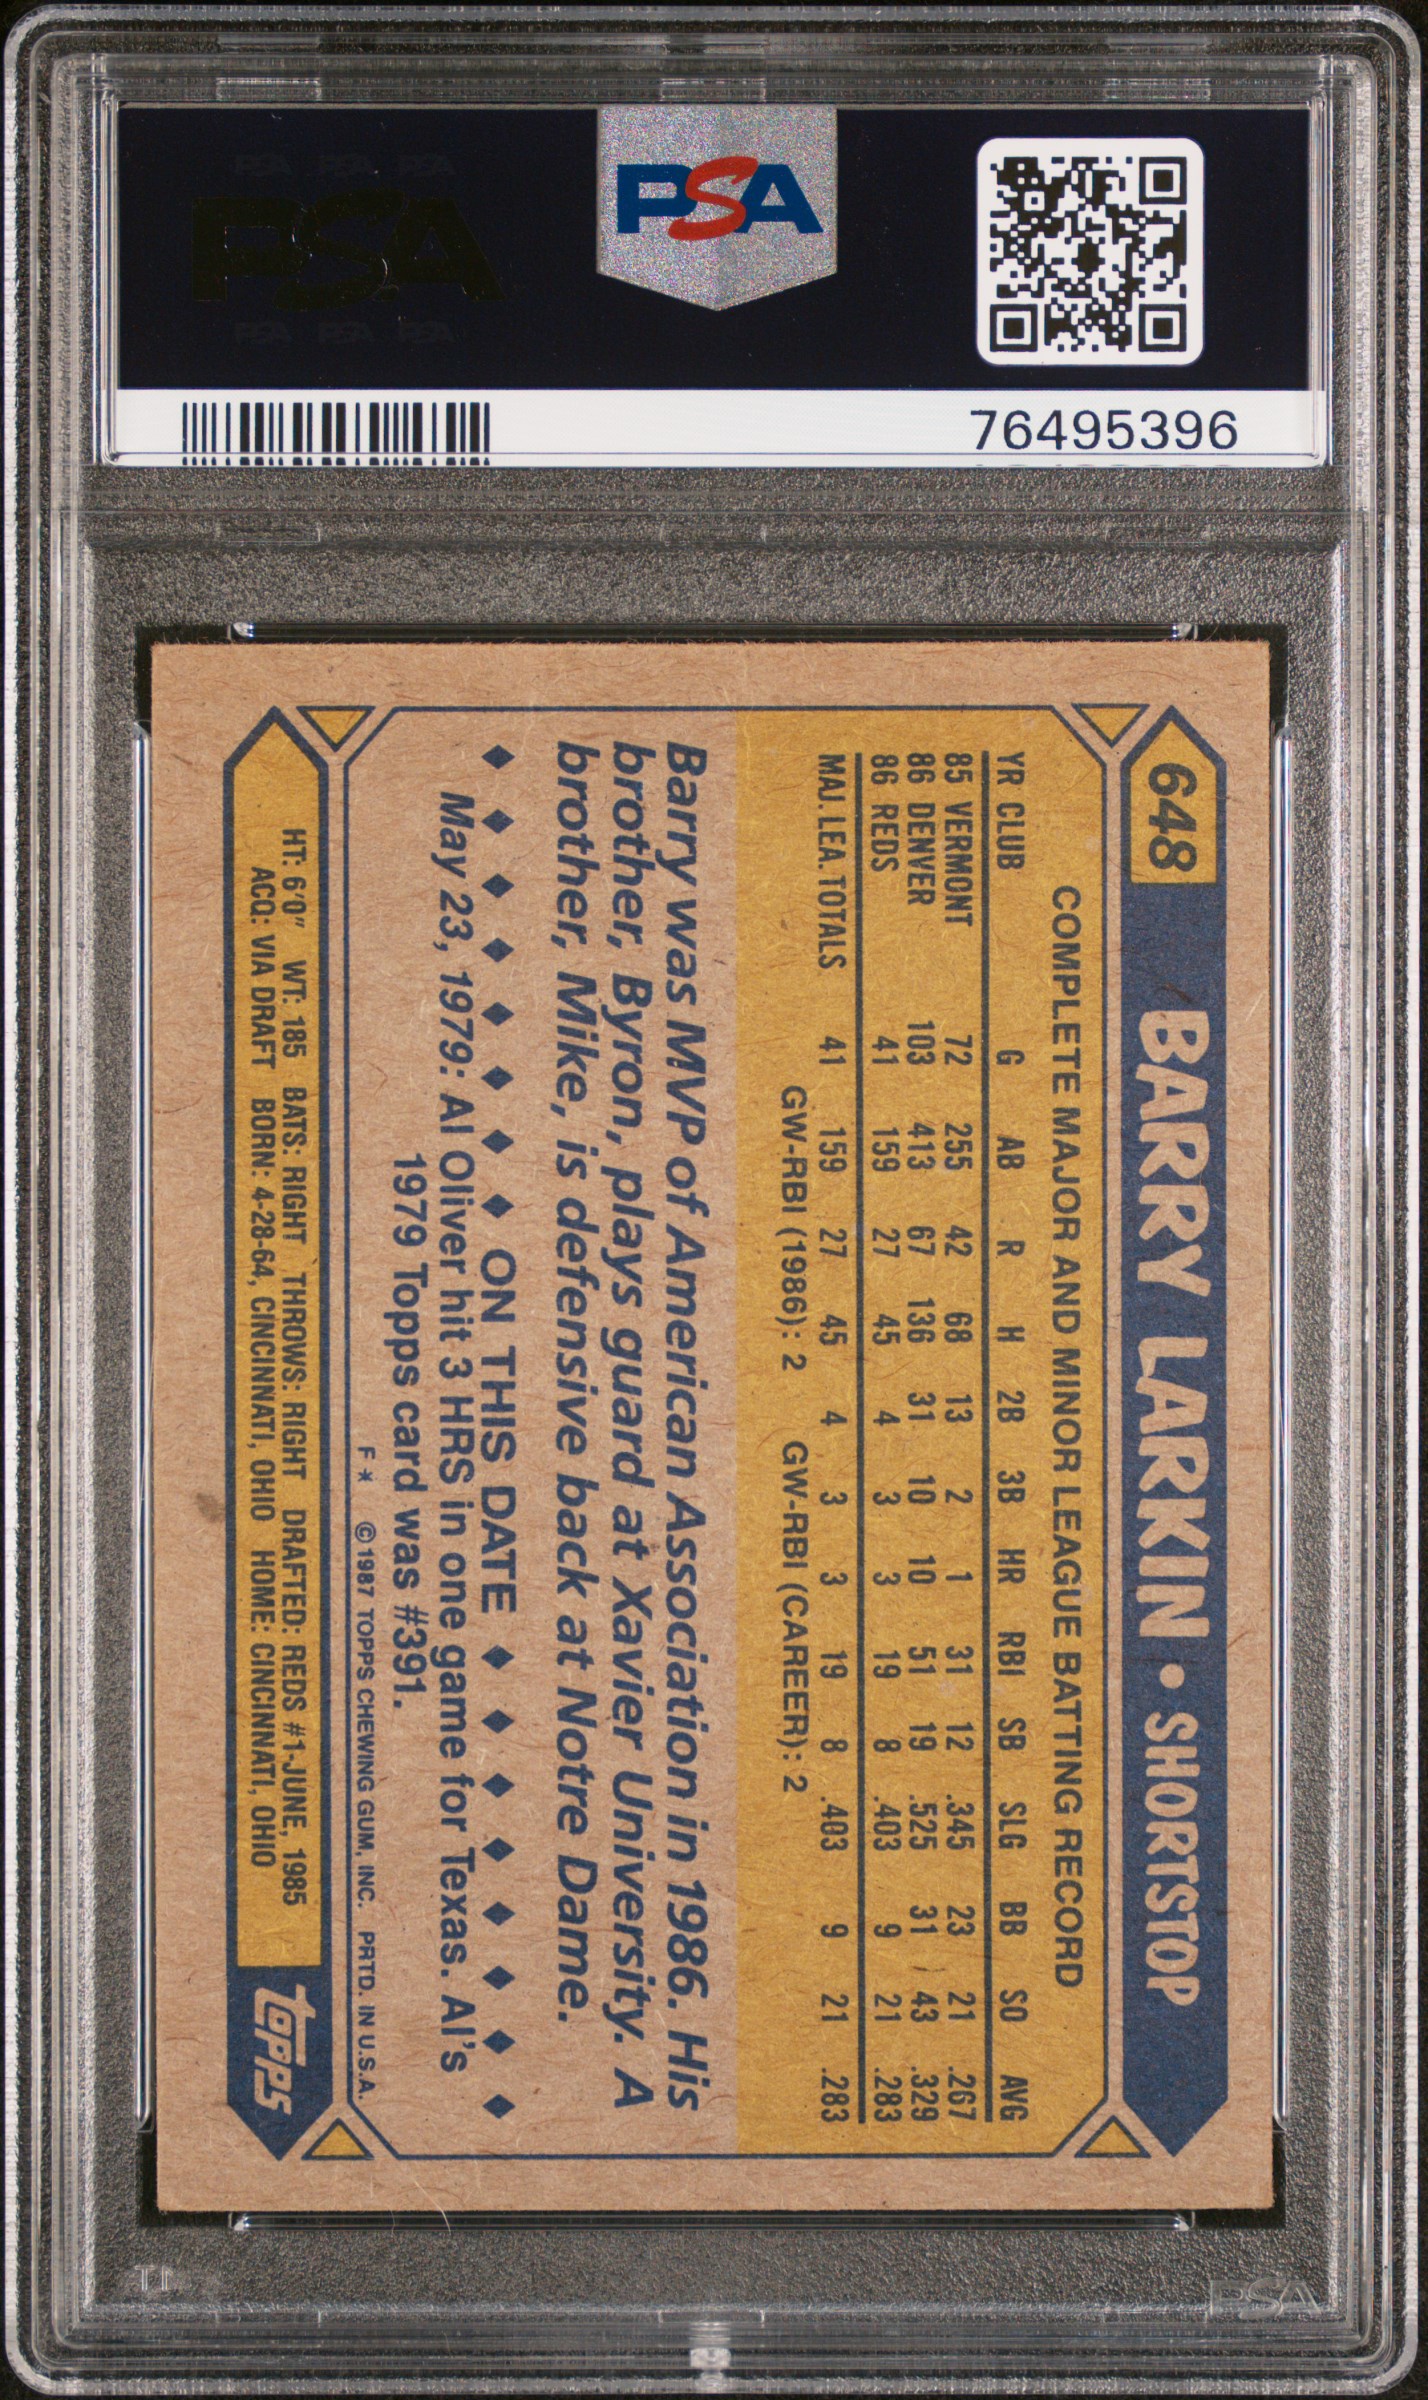 PSA PSA PSA
PSA
PSA PSA PSA
PSA
76495396
648
BARRY LARKIN • SHORTSTOP
COMPLETE MAJOR AND MINOR LEAGUE BATTING RECORD
YR CLUB G AB R H 2B 3B HR RBI SB SLG BB SO AVG
85 VERMONT 72 255 42 68 13 2 1 31 12 .345 23 21 .267
86 DENVER 103 413 67 136 31 10 10 51 19 .525 31 43 .329
86 REDS 41 159 27 45 4 3 3 19 8 .403 9 21 .283
MAJ. LEA. TOTALS 41 159 27 45 4 3 3 19 8 .403 9 21 .283
GW-RBI (1986): 2 GW-RBI (CAREER): 2
Barry was MVP of American Association in 1986. His
brother, Byron, plays guard at Xavier University. A
brother, Mike, is defensive back at Notre Dame.
◆ ◆ ◆ ◆ ◆ ◆ ◆ ◆ ON THIS DATE ◆ ◆ ◆ ◆ ◆ ◆ ◆ ◆
May 23, 1979: Al Oliver hit 3 HRS in one game for Texas. Al's
1979 Topps card was #391.
F * © 1987 TOPPS CHEWING GUM, INC. PRTD. IN U.S.A.
HT: 6'0" WT: 185 BATS: RIGHT THROWS: RIGHT DRAFTED: REDS #1-JUNE, 1985
ACQ: VIA DRAFT BORN: 4-28-64, CINCINNATI, OHIO HOME: CINCINNATI, OHIO
topps
PSA